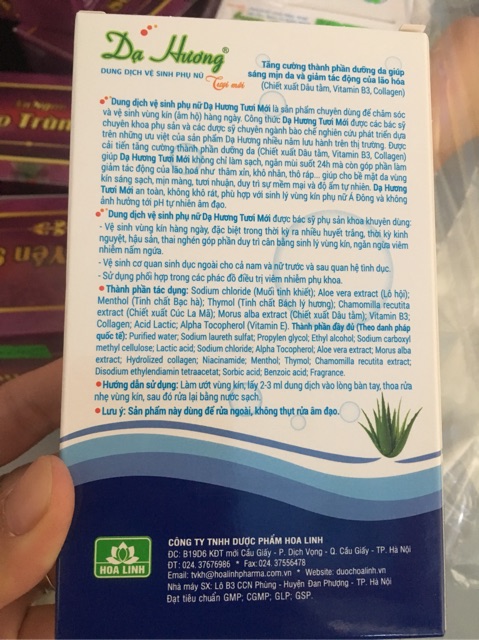 Dạ Hương®
DUNG DỊCH VỆ SINH PHỤ NỮ
Tươi mới
Tăng cường thành phần dưỡng da giúp
sáng mịn da và giảm tác động của lão hóa
(Chiết xuất Dâu tằm, Vitamin B3, Collagen)
• Dung dịch vệ sinh phụ nữ Dạ Hương Tươi Mới là sản phẩm chuyên dùng để chăm sóc
và vệ sinh vùng kín (âm hộ) hàng ngày. Công thức Dạ Hương Tươi Mới được các bác sỹ
chuyên khoa phụ sản và các dược sỹ chuyên ngành bào chế nghiên cứu phát triển dựa
trên những ưu việt của sản phẩm Dạ Hương nhiều năm lưu hành trên thị trường. Được
cải tiến tăng cường thành phần dưỡng da (Chiết xuất Dâu tằm, Vitamin B3, Collagen)
giúp Dạ Hương Tươi Mới không chỉ làm sạch, ngăn mùi suốt 24h mà còn góp phần làm
giảm tác động của lão hoá như thâm xỉn, khô nhăn, thô ráp... giúp cho bề mặt da vùng
kín sáng sạch, mịn màng, tươi nhuận, duy trì sự mềm mại và độ ẩm tự nhiên. Dạ Hương
Tươi Mới an toàn, không khô rát, phù hợp với sinh lý vùng kín phụ nữ Á Đông và không
ảnh hưởng tới pH tự nhiên âm đạo.
• Dung dịch vệ sinh phụ nữ Dạ Hương Tươi Mới được bác sỹ phụ sản khoa khuyên dùng:
- Vệ sinh vùng kín hàng ngày, đặc biệt trong thời kỳ ra nhiều huyết trắng, thời kỳ kinh
nguyệt, hậu sản, thai nghén góp phần duy trì cân bằng sinh lý vùng kín, ngăn ngừa viêm
nhiễm nấm ngứa.
- Vệ sinh cơ quan sinh dục ngoài cho cả nam và nữ trước và sau quan hệ tình dục.
- Sử dụng phối hợp trong các phác đồ điều trị viêm nhiễm phụ khoa.
• Thành phần tác dụng: Sodium chloride (Muối tinh khiết); Aloe vera extract (Lô hội);
Menthol (Tinh chất Bạc hà); Thymol (Tinh chất Bách lý hương); Chamomilla recutita
extract (Chiết xuất Cúc La Mã); Morus alba extract (Chiết xuất Dâu tằm); Vitamin B3;
Collagen; Acid Lactic; Alpha Tocopherol (Vitamin E). Thành phần đầy đủ (Theo danh pháp
quốc tế): Purified water; Sodium laureth sulfat; Propylen glycol; Ethyl alcohol; Sodium carboxyl
methyl cellulose; Lactic acid; Sodium chloride; Alpha Tocopherol; Aloe vera extract; Morus alba
extract; Hydrolized collagen; Niacinamide; Menthol; Thymol; Chamomilla recutita extract;
Disodium ethylendiamin tetraacetat; Sorbic acid; Benzoic acid; Fragrance.
• Hướng dẫn sử dụng: Làm ướt vùng kín, lấy 2-3 ml dung dịch vào lòng bàn tay, thoa rửa
nhẹ vùng kín, sau đó rửa lại bằng nước sạch.
• Lưu ý: Sản phẩm này dùng để rửa ngoài, không thụt rửa âm đạo.
HOA LINH
CÔNG TY TNHH DƯỢC PHẨM HOA LINH
ĐC: B19D6 KĐT mới Cầu Giấy - P. Dịch Vọng - Q. Cầu Giấy - TP. Hà Nội
ĐT: 024. 37676986 * Fax: 024. 37556478
Email: tvkh@hoalinhpharma.com.vn * Website: duochoalinh.vn
Nhà máy SX: Lô B3 CCN Phùng - Huyện Đan Phượng - TP. Hà Nội
Đạt tiêu chuẩn GMP; CGMP; GLP; GSP.